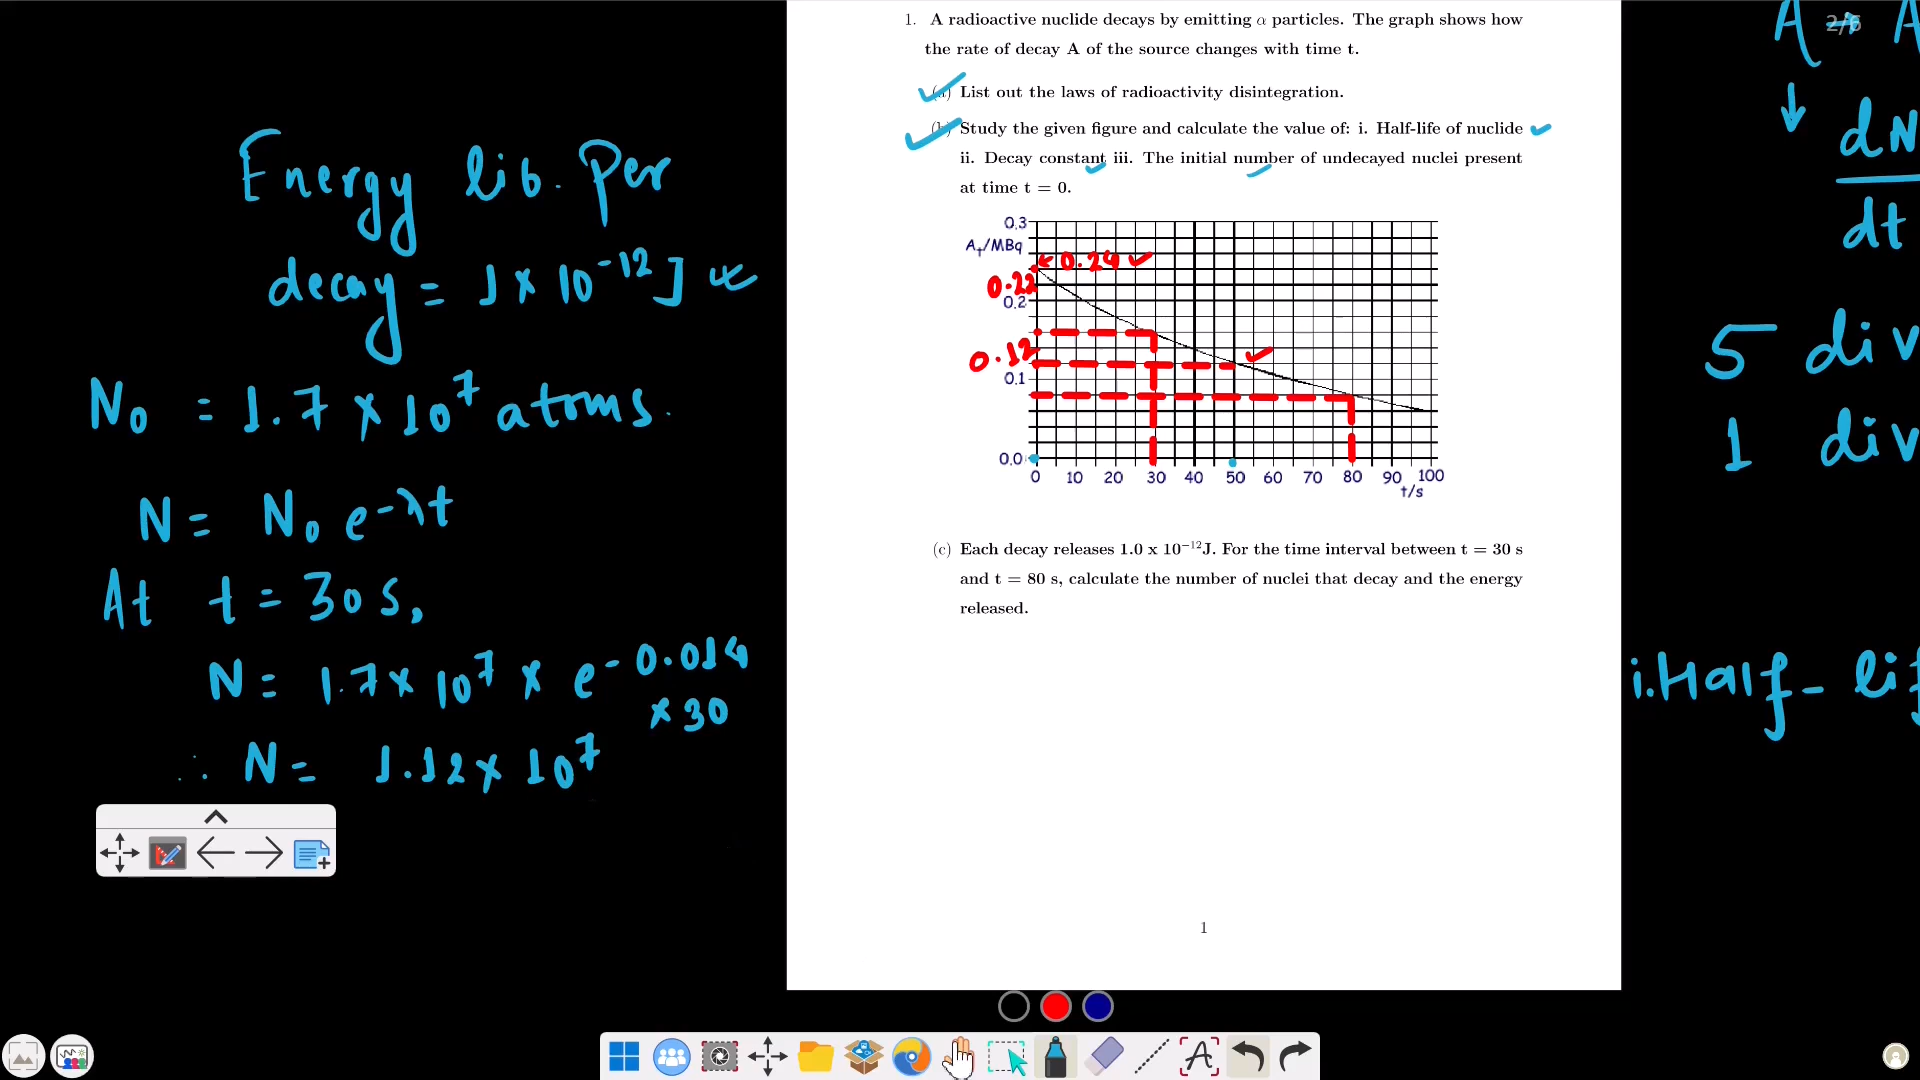 Energy lib. Per
decay = 1 × 10⁻¹² J
N₀ = 1.7 × 10⁷ atoms.
N = N₀ e-λt
At t = 30 s,
N = 1.7 × 10⁷ × e- 0.014
× 30
∴ N = 1.12 × 10⁷
1. A radioactive nuclide decays by emitting α particles. The graph shows how
the rate of decay A of the source changes with time t.
(a) List out the laws of radioactivity disintegration.
(b) Study the given figure and calculate the value of: i. Half-life of nuclide
ii. Decay constant iii. The initial number of undecayed nuclei present
at time t = 0.
0.3
Aₜ/MBq
0.24
0.22
0.2
0.12
0.1
0.0
0 10 20 30 40 50 60 70 80 90 100
t/s
(c) Each decay releases 1.0 x 10⁻¹²J. For the time interval between t = 30 s
and t = 80 s, calculate the number of nuclei that decay and the energy
released.
1
2/6
A
dN
dt
5 div
1 div
i. Half-lif